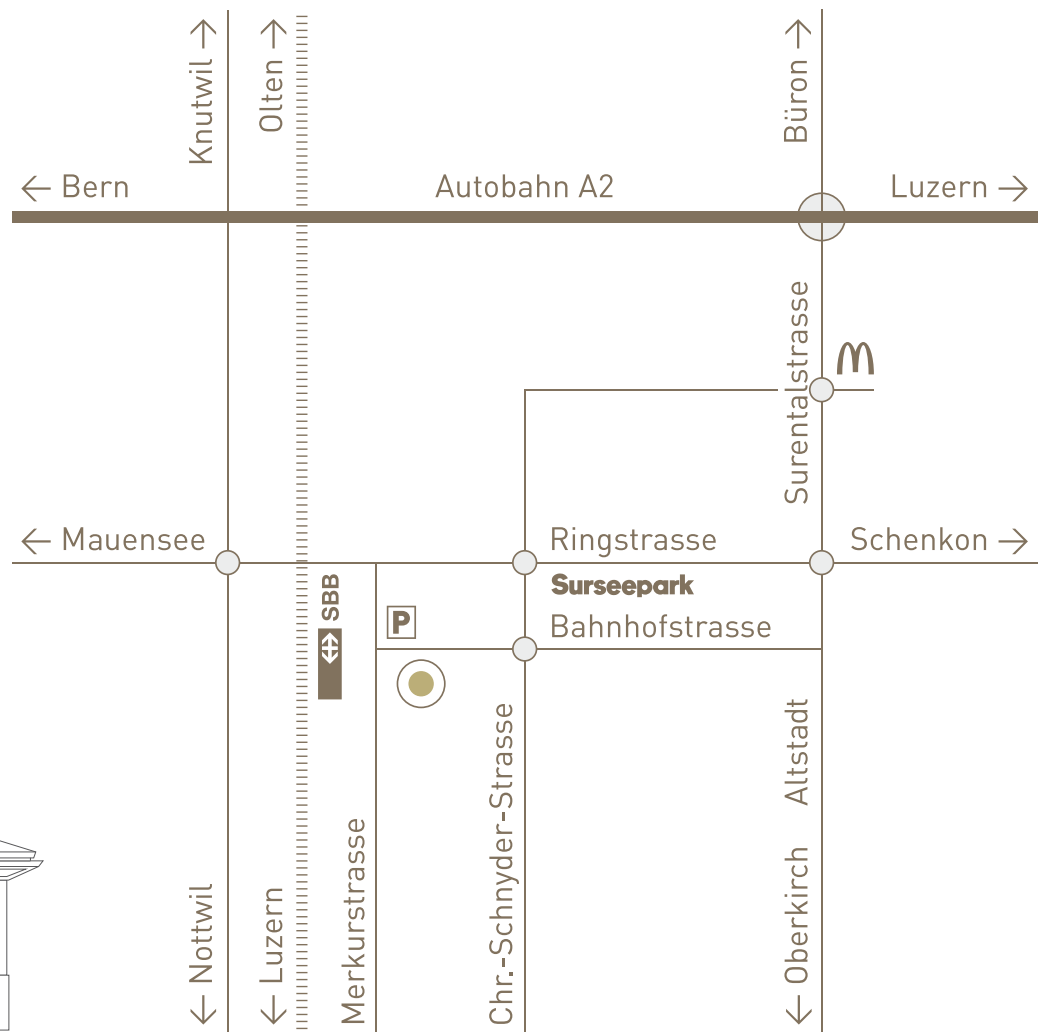 Knutwil
Olten
Büron
Bern
Autobahn A2
Luzern
Surentalstrasse
Mauensee
Ringstrasse
Schenkon
SBB
Surseepark
P
Bahnhofstrasse
Altstadt
Chr.-Schnyder-Strasse
Merkurstrasse
Nottwil
Luzern
Oberkirch